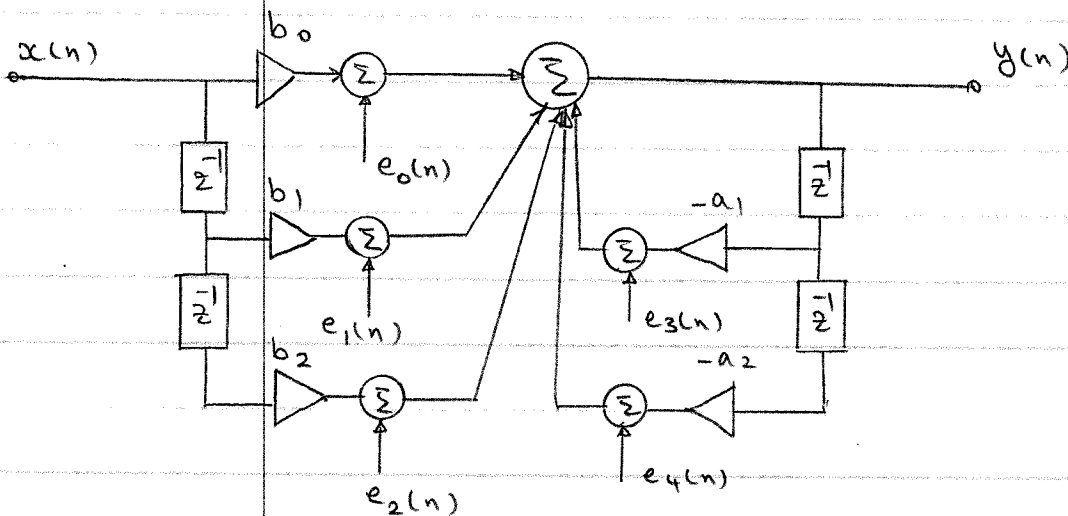 b₀
x(n)
y(n)
Σ
Σ
e₀(n)
z⁻¹
z⁻¹
b₁
-a₁
Σ
Σ
z⁻¹
z⁻¹
e₁(n)
e₃(n)
b₂
-a₂
Σ
Σ
e₂(n)
e₄(n)